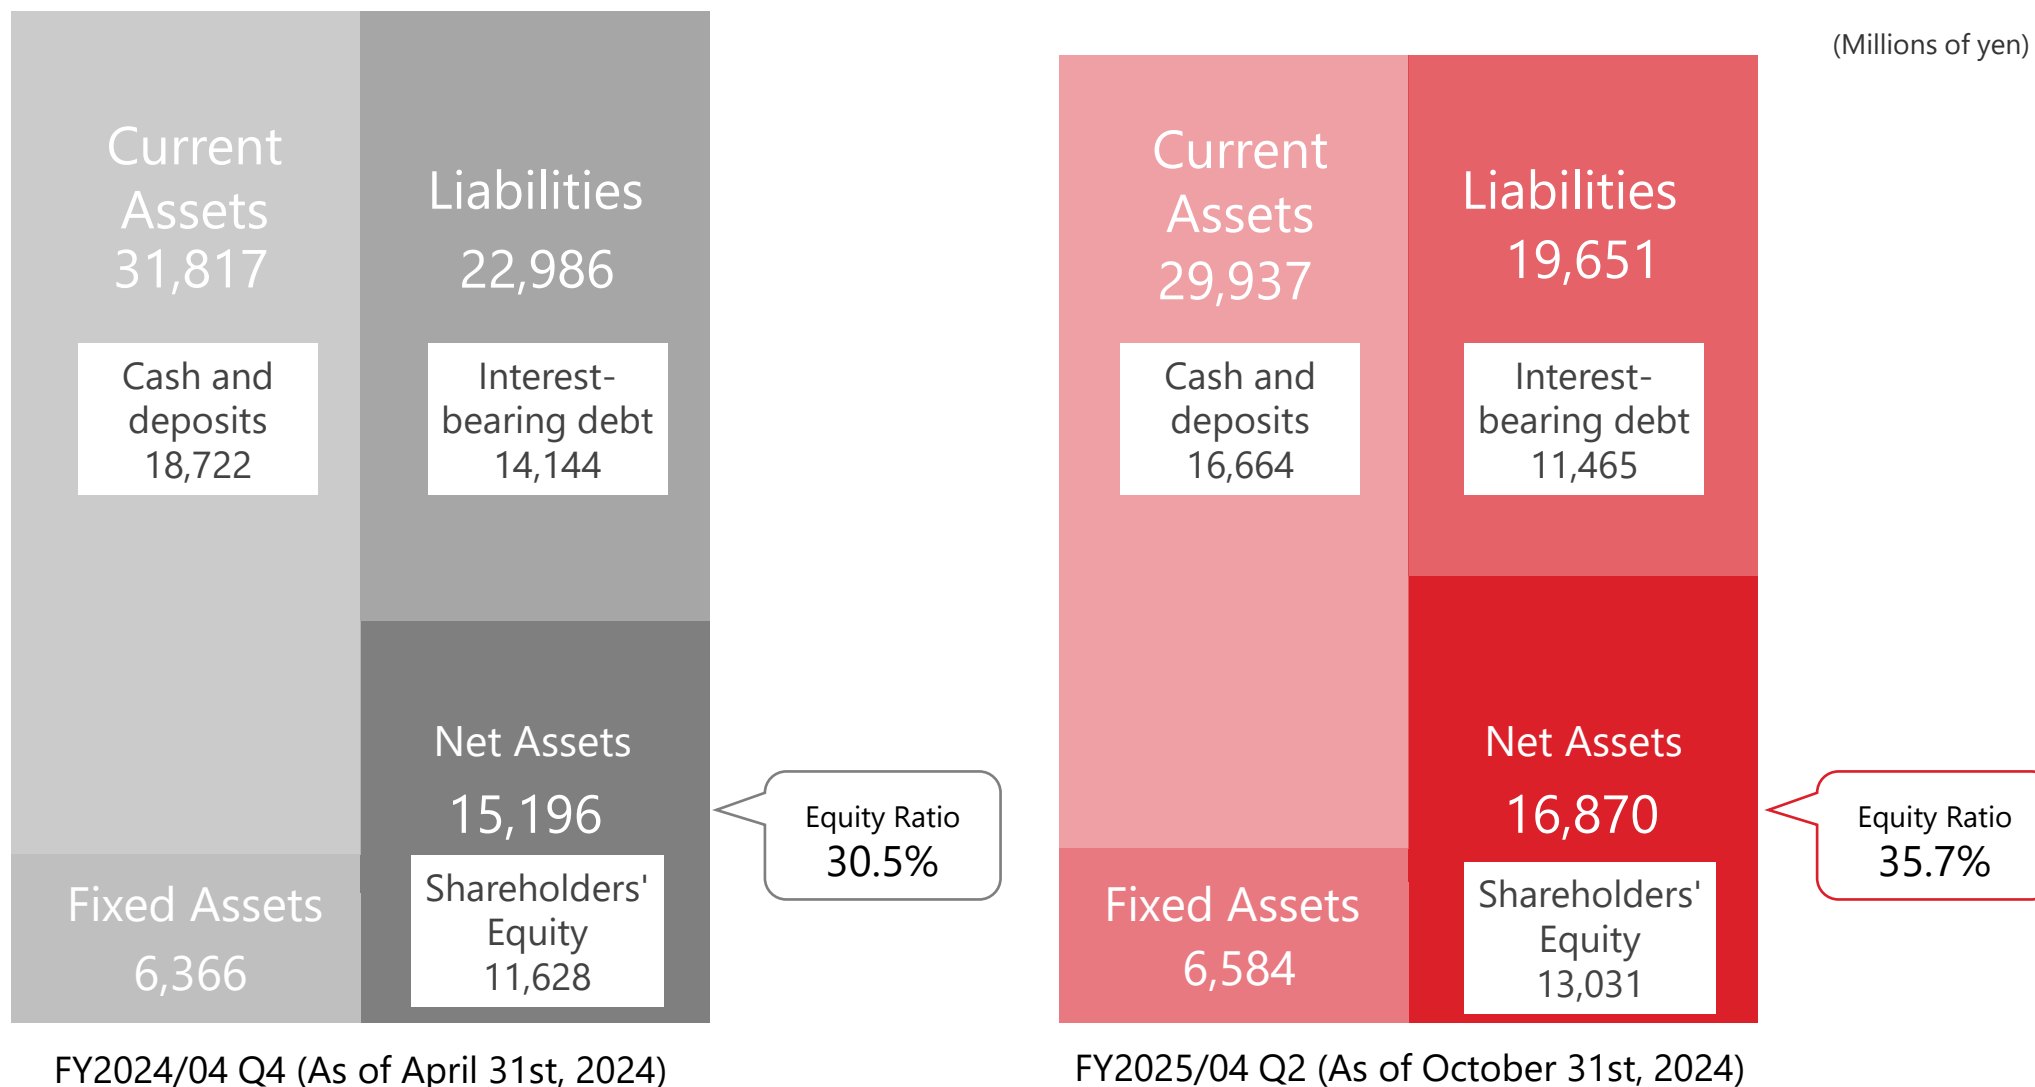 (Millions of yen)
Current
Assets
31,817
Cash and
deposits
18,722
Liabilities
22,986
Interest-
bearing debt
14,144
Fixed Assets
6,366
Net Assets
15,196
Shareholders'
Equity
11,628
Equity Ratio
30.5%
FY2024/04 Q4 (As of April 31st, 2024)
Current
Assets
29,937
Cash and
deposits
16,664
Liabilities
19,651
Interest-
bearing debt
11,465
Fixed Assets
6,584
Net Assets
16,870
Shareholders'
Equity
13,031
Equity Ratio
35.7%
FY2025/04 Q2 (As of October 31st, 2024)